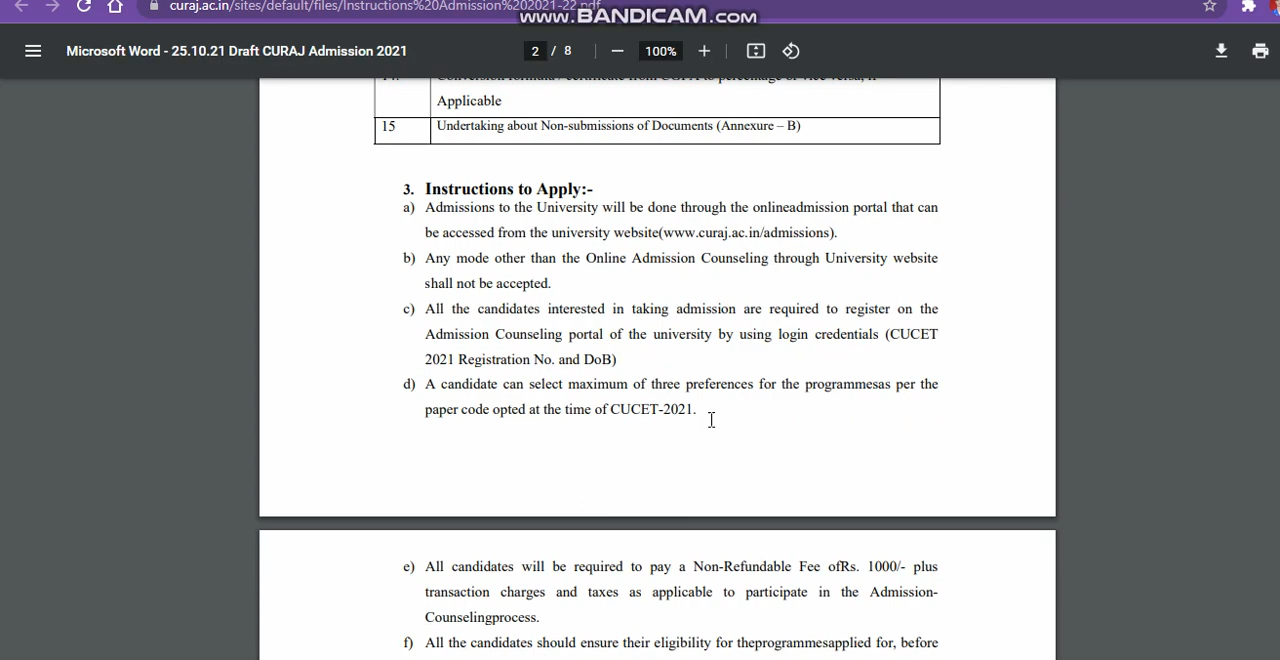 curaj.ac.in/sites/default/files/Instructions%20Admission%202021-22.pdf
www.BANDICAM.com
Microsoft Word - 25.10.21 Draft CURAJ Admission 2021
2 / 8
100%
14.
Conversion formula / certificate from CGPA to percentage or vice versa, if
Applicable
15
Undertaking about Non-submissions of Documents (Annexure – B)
3. Instructions to Apply:-
a) Admissions to the University will be done through the onlineadmission portal that can
be accessed from the university website(www.curaj.ac.in/admissions).
b) Any mode other than the Online Admission Counseling through University website
shall not be accepted.
c) All the candidates interested in taking admission are required to register on the
Admission Counseling portal of the university by using login credentials (CUCET
2021 Registration No. and DoB)
d) A candidate can select maximum of three preferences for the programmesas per the
paper code opted at the time of CUCET-2021.
e) All candidates will be required to pay a Non-Refundable Fee ofRs. 1000/- plus
transaction charges and taxes as applicable to participate in the Admission-
Counselingprocess.
f) All the candidates should ensure their eligibility for theprogrammesapplied for, before